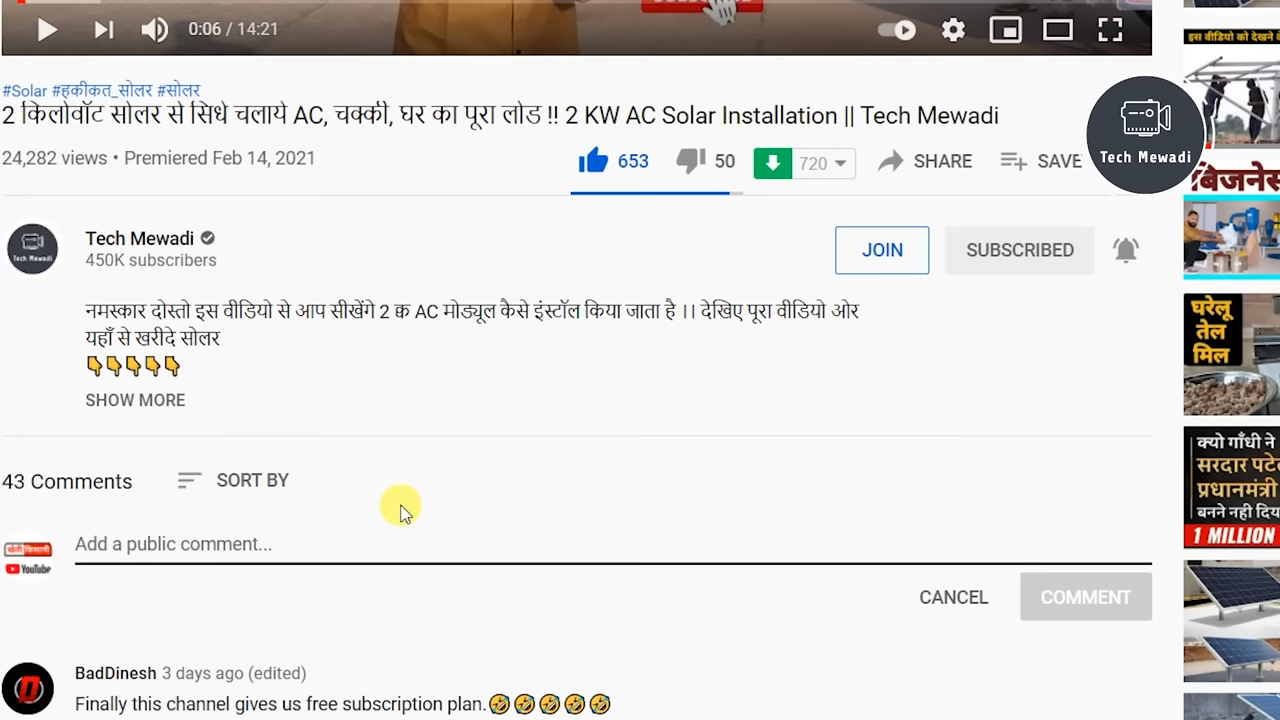 0:06 / 14:21
#Solar #हकीकत_सोलर #सोलर
2 किलोवॉट सोलर से सिधे चलाये AC, चक्की, घर का पूरा लोड !! 2 KW AC Solar Installation || Tech Mewadi
24,282 views • Premiered Feb 14, 2021
653
50
720
SHARE
SAVE
Tech Mewadi
Tech Mewadi
Tech Mewadi
450K subscribers
JOIN
SUBSCRIBED
नमस्कार दोस्तो इस वीडियो से आप सीखेंगे 2 क AC मोड्यूल कैसे इंस्टॉल किया जाता है ।। देखिए पूरा वीडियो ओर
यहाँ से खरीदे सोलर
👇👇👇👇👇
SHOW MORE
43 Comments
SORT BY
खेती किसानी
YouTube
Add a public comment...
CANCEL
COMMENT
BadDinesh 3 days ago (edited)
Finally this channel gives us free subscription plan.🤣🤣🤣🤣🤣
इस वीडियो को देखने
बिजनेस
घरेलू
तेल
मिल
क्यो गाँधी ने
सरदार
प्रधानमंत्री
बनने नही
1 MILLION